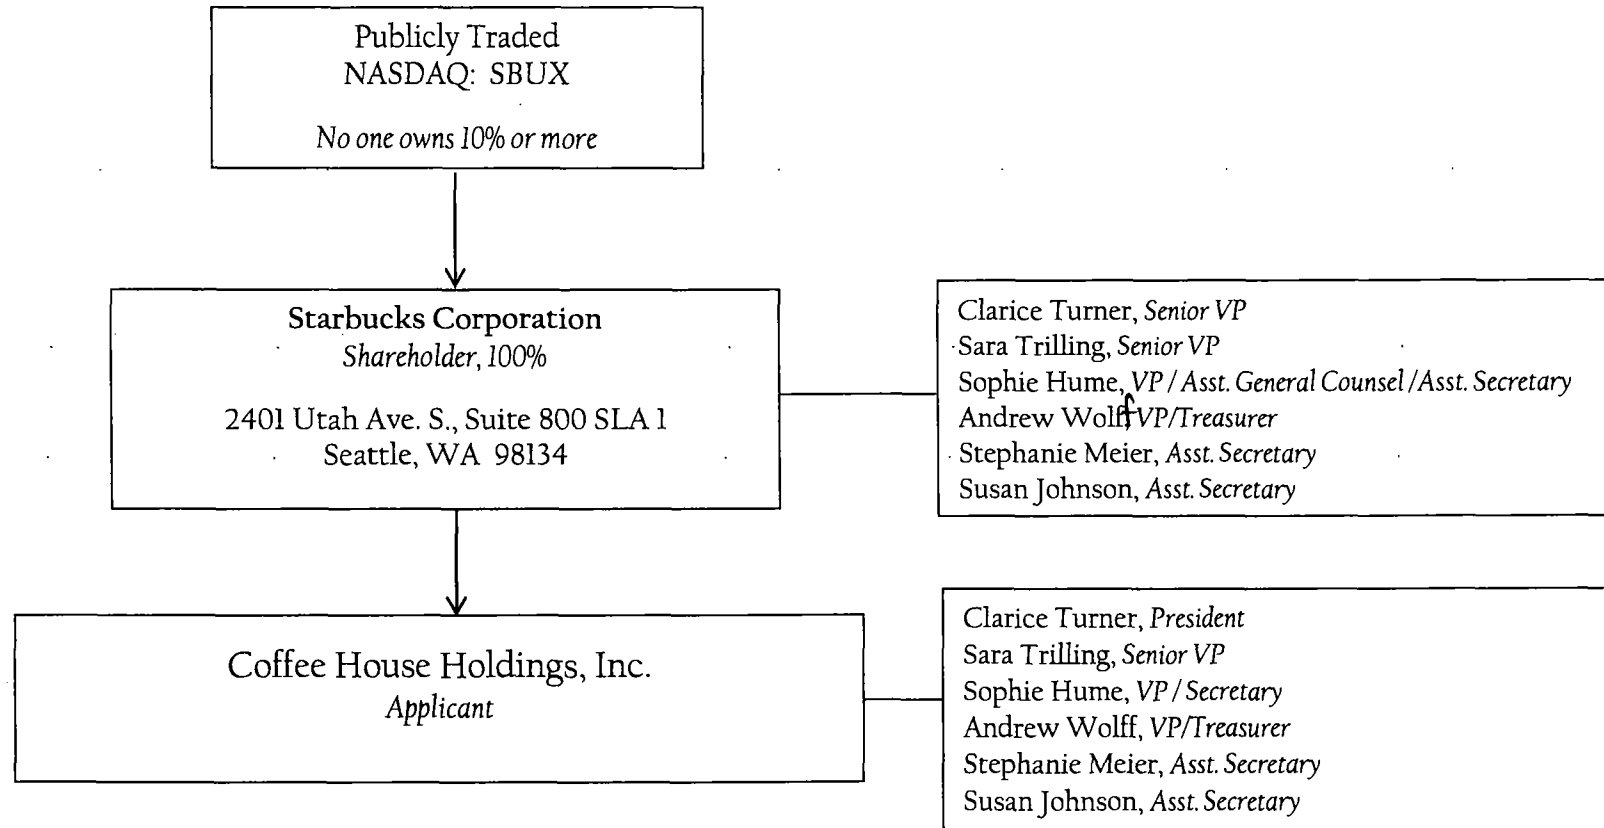 Publicly Traded
NASDAQ: SBUX
No one owns 10% or more
Starbucks Corporation
Shareholder, 100%
2401 Utah Ave. S., Suite 800 SLA 1
Seattle, WA 98134
Clarice Turner, Senior VP
Sara Trilling, Senior VP
Sophie Hume, VP / Asst. General Counsel /Asst. Secretary
Andrew Wolff, VP/Treasurer
Stephanie Meier, Asst. Secretary
Susan Johnson, Asst. Secretary
Coffee House Holdings, Inc.
Applicant
Clarice Turner, President
Sara Trilling, Senior VP
Sophie Hume, VP / Secretary
Andrew Wolff, VP/Treasurer
Stephanie Meier, Asst. Secretary
Susan Johnson, Asst. Secretary